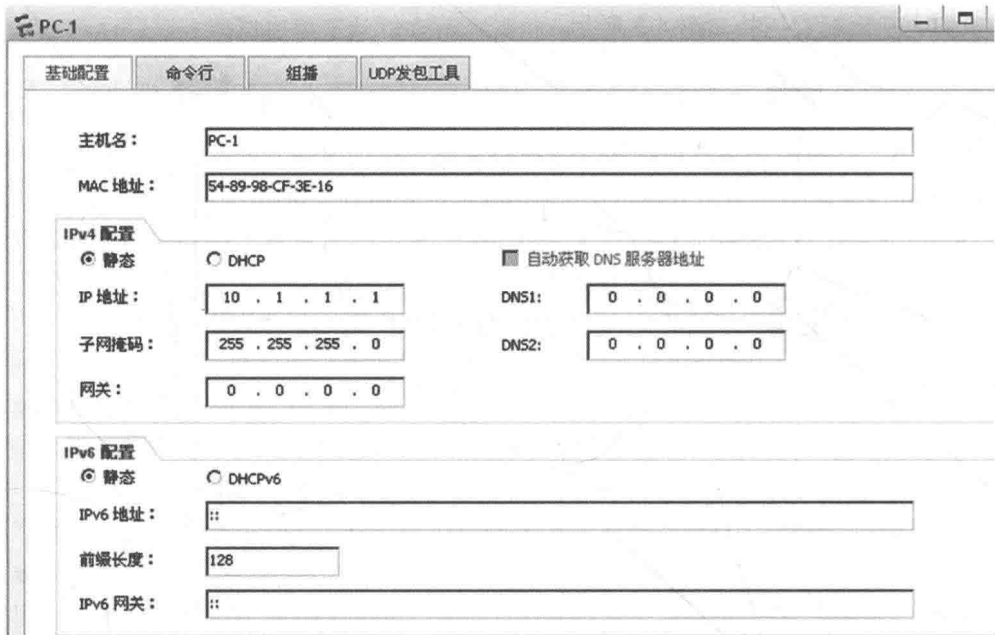 PC-1
基础配置 命令行 组播 UDP发包工具
主机名： PC-1
MAC 地址： 54-89-98-CF-3E-16
IPv4 配置
静态 DHCP 自动获取 DNS 服务器地址
IP 地址： 10 . 1 . 1 . 1 DNS1: 0 . 0 . 0 . 0
子网掩码： 255 . 255 . 255 . 0 DNS2: 0 . 0 . 0 . 0
网关： 0 . 0 . 0 . 0
IPv6 配置
静态 DHCPv6
IPv6 地址： ::
前缀长度： 128
IPv6 网关： ::